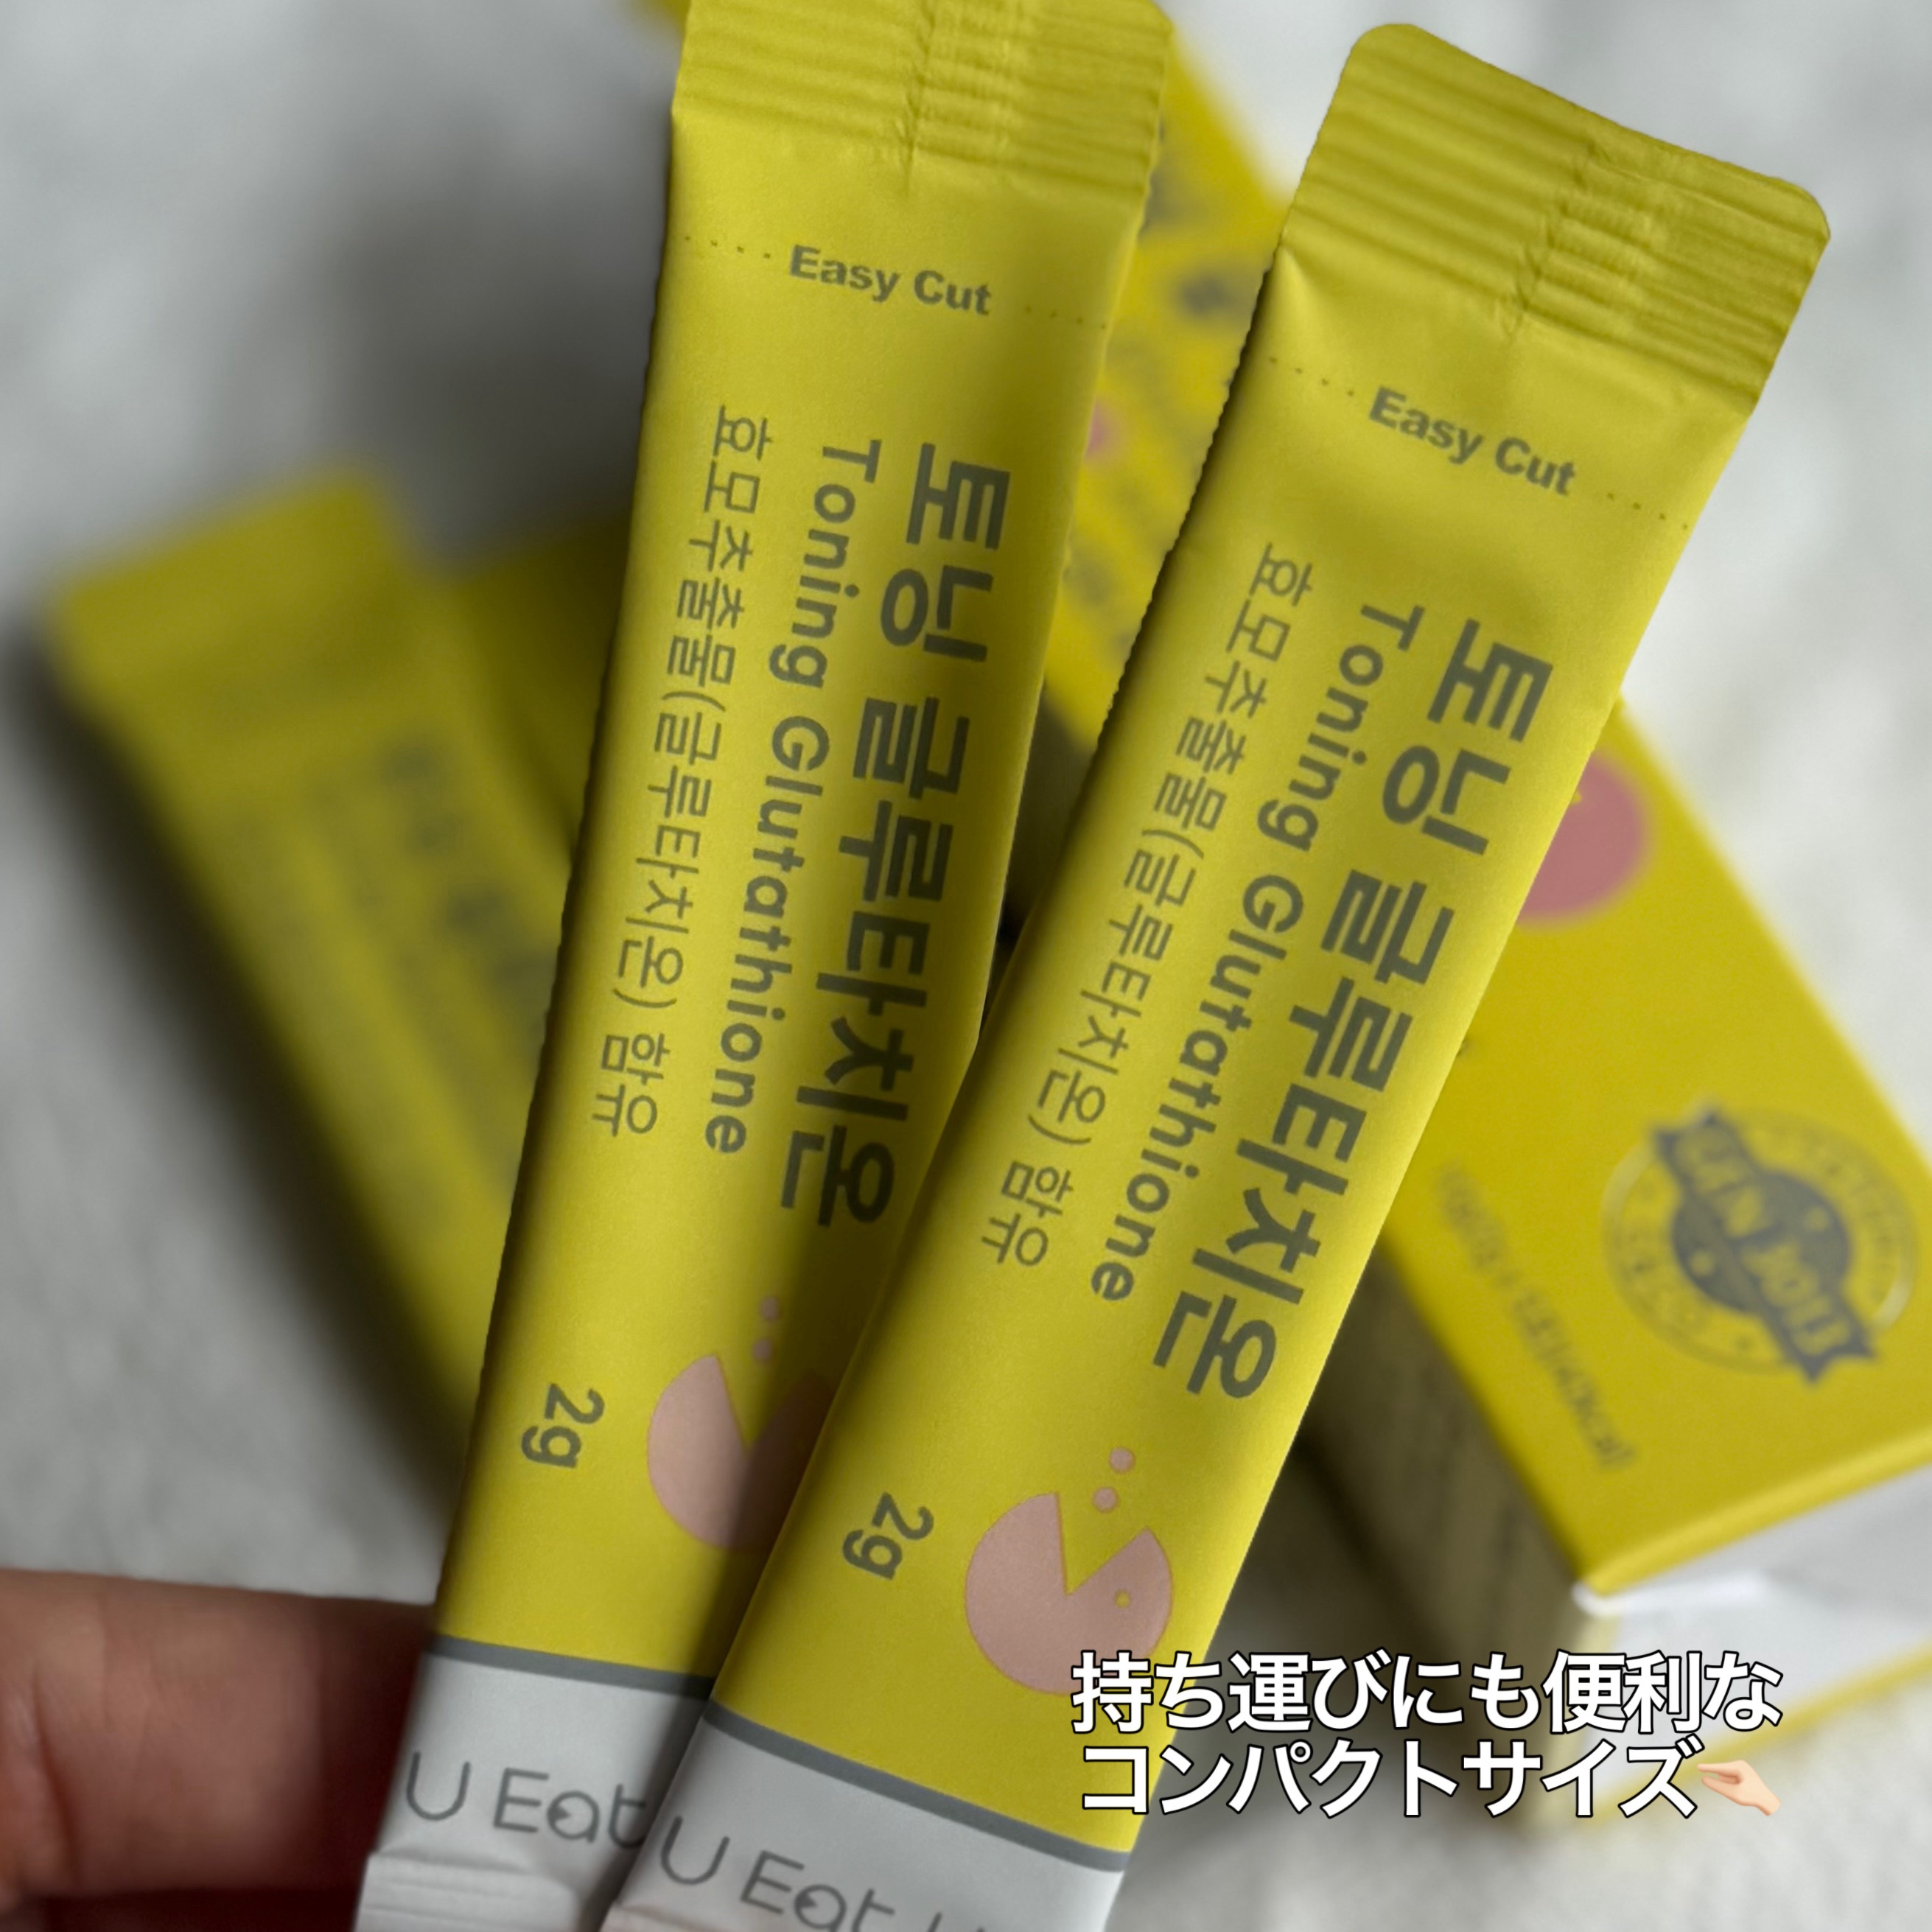 Easy Cut
토닝 글루타치온
Toning Glutathione
효모추출물(글루타치온) 함유
2g
U Eat
Easy Cut
토닝 글루타치온
Toning Glutathione
효모추출물(글루타치온) 함유
2g
U Eat
持ち運びにも便利な
コンパクトサイズ